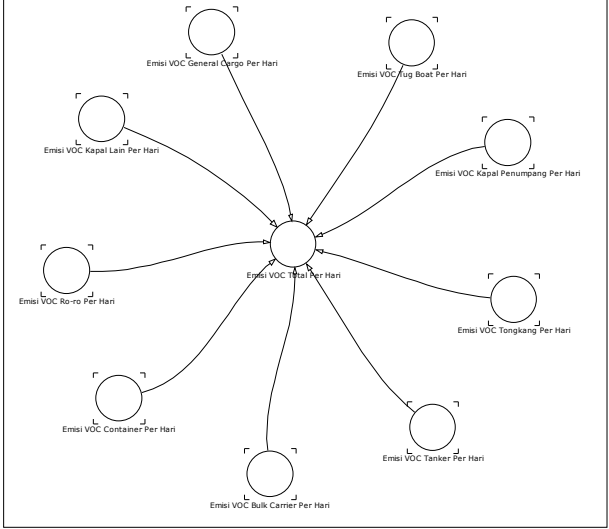 Emisi VOC General Cargo Per Hari
Emisi VOC Tug Boat Per Hari
Emisi VOC Kapal Lain Per Hari
Emisi VOC Kapal Penumpang Per Hari
Emisi VOC Total Per Hari
Emisi VOC Ro-ro Per Hari
Emisi VOC Tongkang Per Hari
Emisi VOC Container Per Hari
Emisi VOC Tanker Per Hari
Emisi VOC Bulk Carrier Per Hari